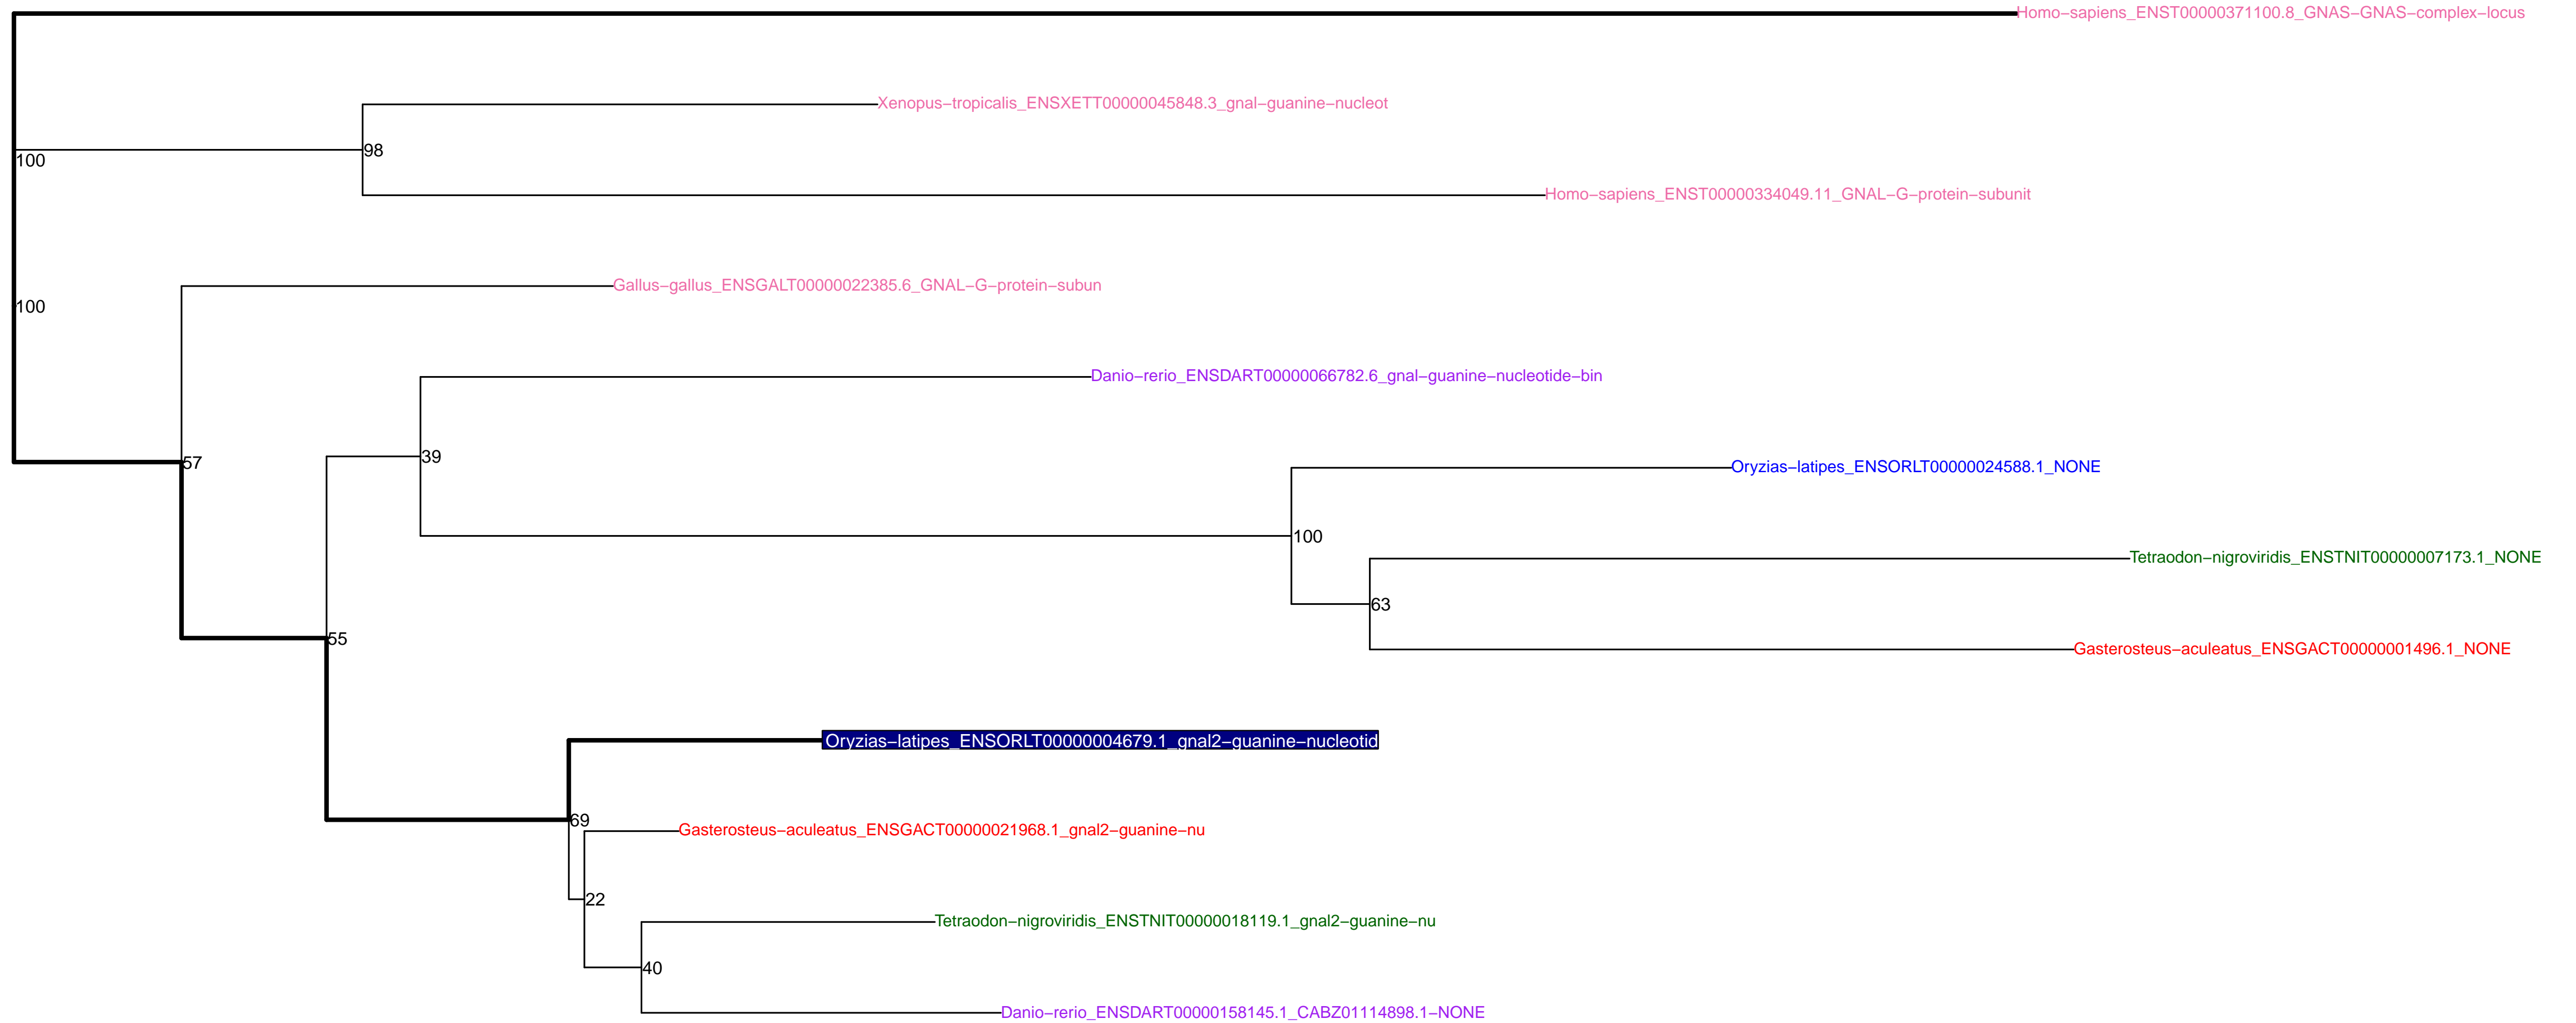 Homo−sapiens_ENST00000371100.8_GNAS−GNAS−complex−locus
Xenopus−tropicalis_ENSXETT00000045848.3_gnal−guanine−nucleot
98
100
Homo−sapiens_ENST00000334049.11_GNAL−G−protein−subunit
Gallus−gallus_ENSGALT00000022385.6_GNAL−G−protein−subun
100
Danio−rerio_ENSDART00000066782.6_gnal−guanine−nucleotide−bin
39
57
Oryzias−latipes_ENSORLT00000024588.1_NONE
100
Tetraodon−nigroviridis_ENSTNIT00000007173.1_NONE
63
55
Gasterosteus−aculeatus_ENSGACT00000001496.1_NONE
Oryzias−latipes_ENSORLT00000004679.1_gnal2−guanine−nucleotid
69
Gasterosteus−aculeatus_ENSGACT00000021968.1_gnal2−guanine−nu
22
Tetraodon−nigroviridis_ENSTNIT00000018119.1_gnal2−guanine−nu
40
Danio−rerio_ENSDART00000158145.1_CABZ01114898.1−NONE